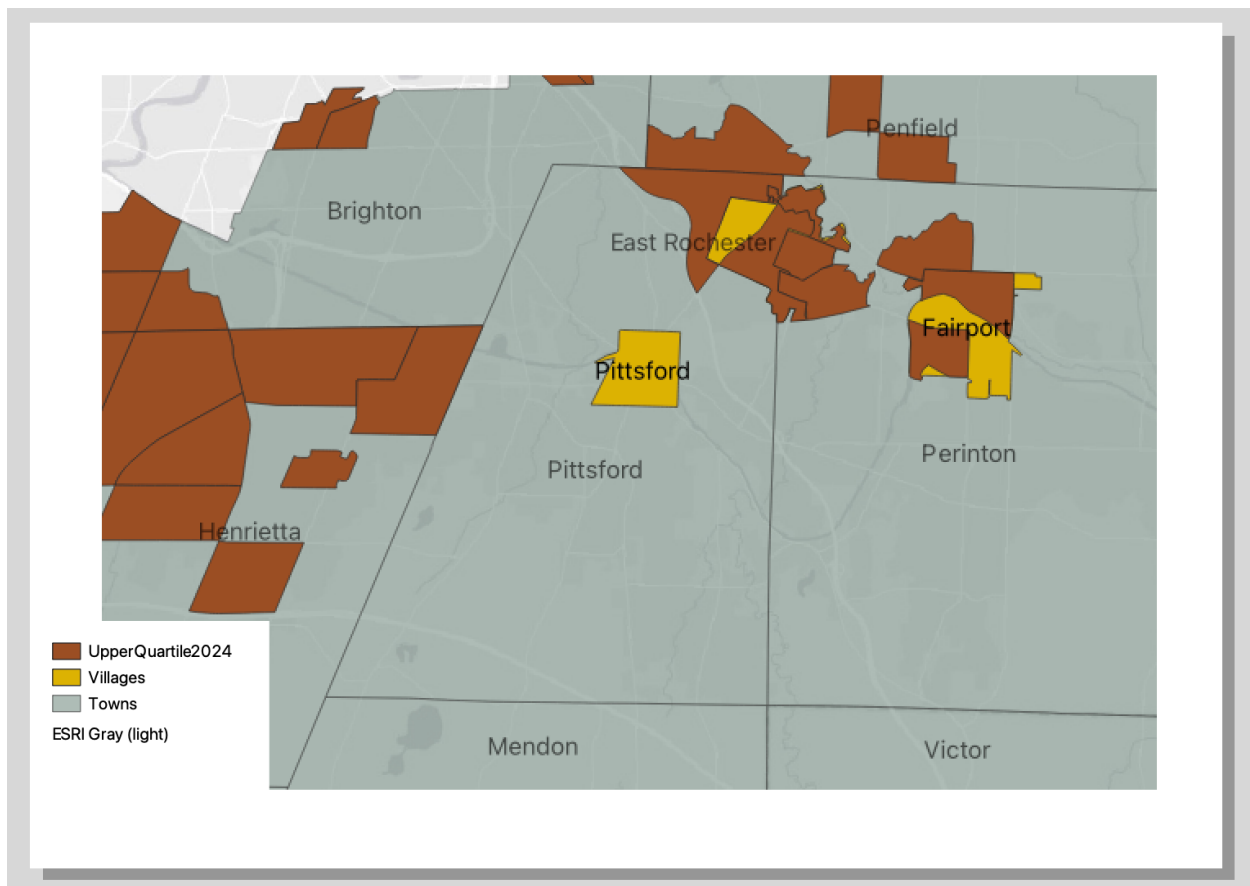 Penfield
Brighton
East Rochester
Fairport
Pittsford
Perinton
Pittsford
Henrietta
UpperQuartile2024
Villages
Towns
ESRI Gray (light)
Mendon
Victor